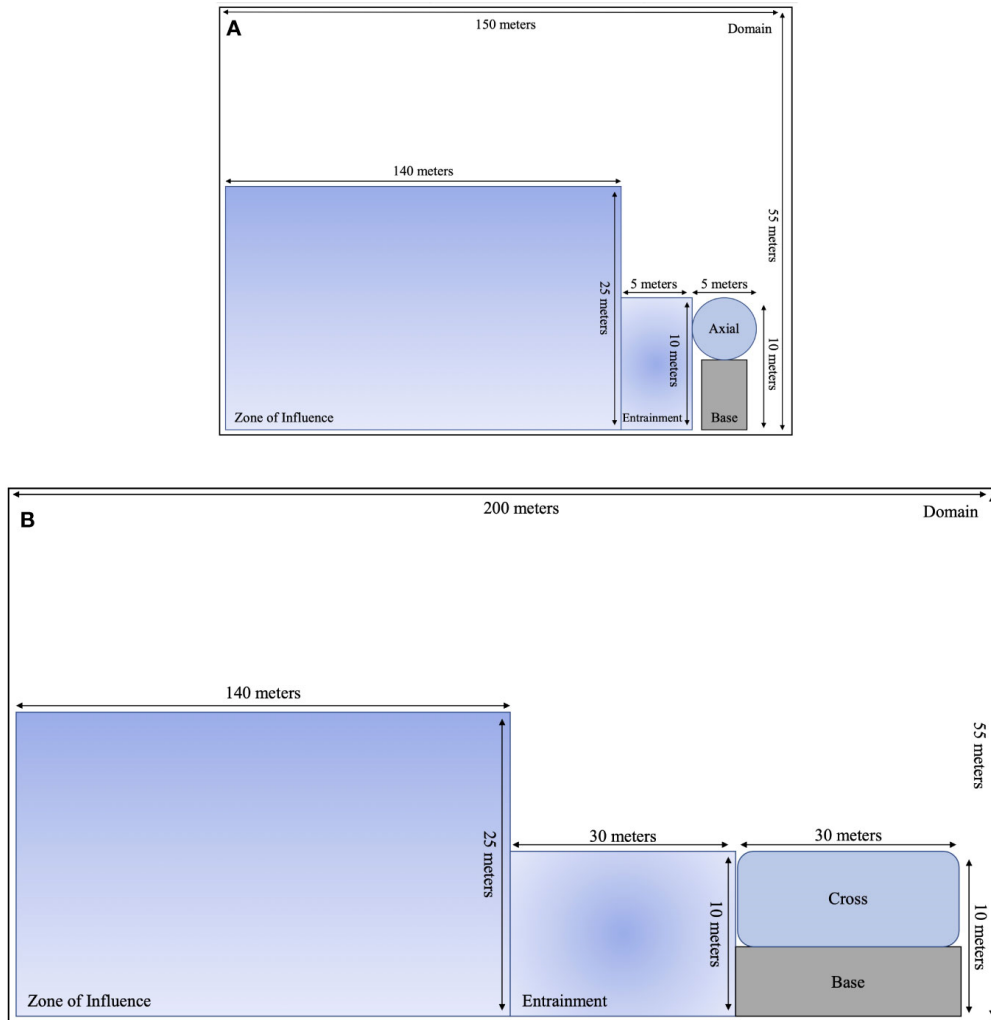 A
150 meters
Domain
140 meters
55 meters
25 meters
5 meters
5 meters
10 meters
Axial
10 meters
Zone of Influence
Entrainment
Base
B
200 meters
Domain
140 meters
55 meters
25 meters
30 meters
30 meters
10 meters
Cross
10 meters
Base
Zone of Influence
Entrainment